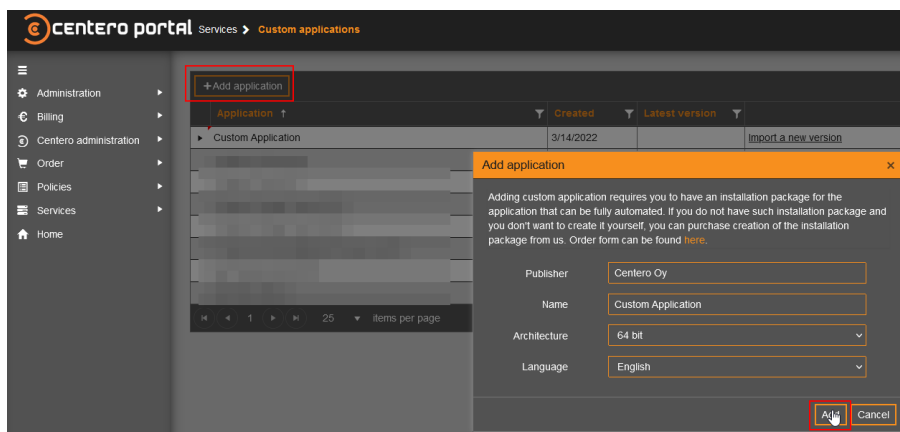 centero portal Services > Custom applications
+Add application
Administration
Billing
Centero administration
Order
Policies
Services
Home
Application ↑ Created Latest version
Custom Application 3/14/2022 Import a new version
1 25 items per page
Add application ×
Adding custom application requires you to have an installation package for the
application that can be fully automated. If you do not have such installation package and
you don't want to create it yourself, you can purchase creation of the installation
package from us. Order form can be found here.
Publisher Centero Oy
Name Custom Application
Architecture 64 bit
Language English
Add Cancel